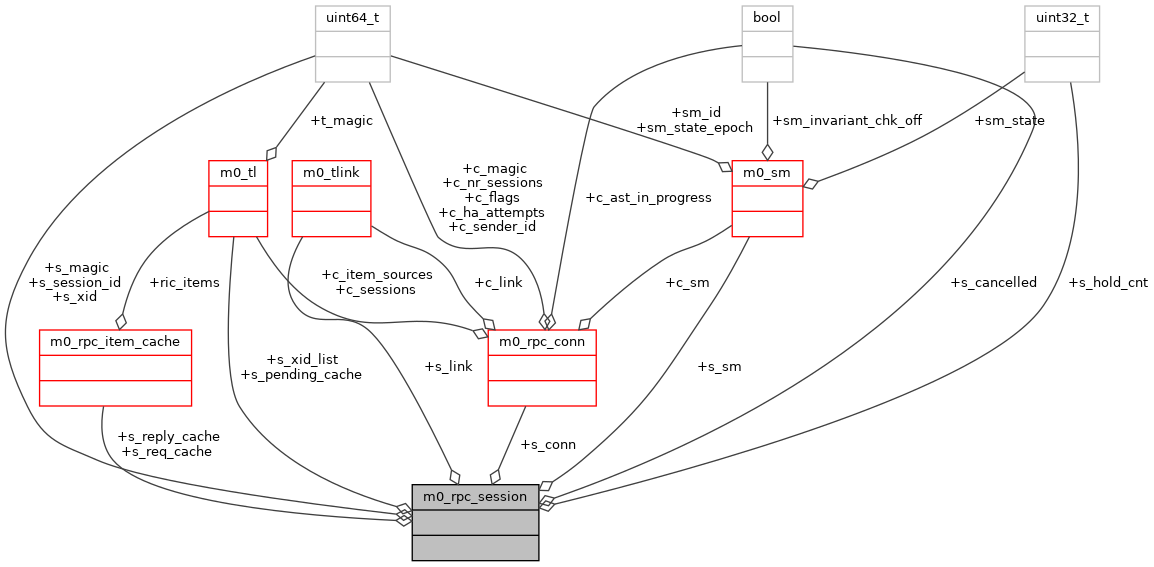 uint64_t
bool
uint32_t
+sm_id
+sm_state_epoch
+t_magic
+sm_invariant_chk_off
+sm_state
m0_tl
m0_tlink
m0_sm
+c_magic
+c_nr_sessions
+c_flags
+c_ha_attempts
+c_sender_id
+c_ast_in_progress
+s_magic
+s_session_id
+s_xid
+ric_items
+c_item_sources
+c_sessions
+c_link
+c_sm
+s_cancelled
+s_hold_cnt
m0_rpc_item_cache
m0_rpc_conn
+s_xid_list
+s_pending_cache
+s_link
+s_sm
+s_reply_cache
+s_req_cache
+s_conn
m0_rpc_session